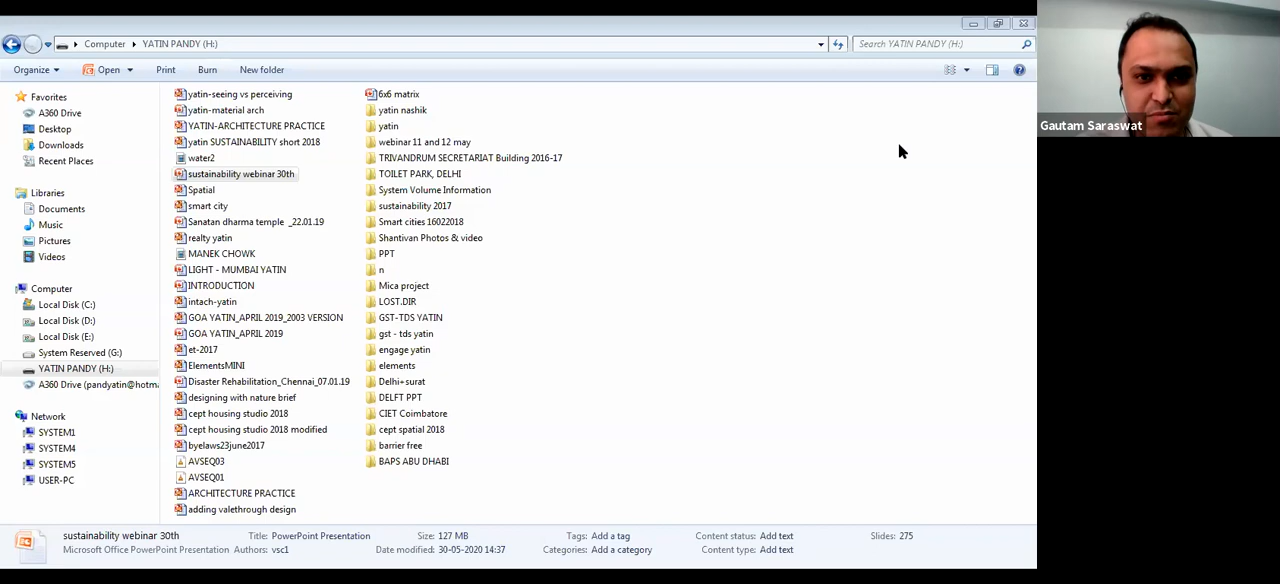 Computer YATIN PANDY (H:)
Search YATIN PANDY (H:)
Organize Open Print Burn New folder
Favorites
A360 Drive
Desktop
Downloads
Recent Places
Libraries
Documents
Music
Pictures
Videos
Computer
Local Disk (C:)
Local Disk (D:)
Local Disk (E:)
System Reserved (G:)
YATIN PANDY (H:)
A360 Drive (pandyatin@hotma
Network
SYSTEM1
SYSTEM4
SYSTEM5
USER-PC
yatin-seeing vs perceiving
yatin-material arch
YATIN-ARCHITECTURE PRACTICE
yatin SUSTAINABILITY short 2018
water2
sustainability webinar 30th
Spatial
smart city
Sanatan dharma temple _22.01.19
realty yatin
MANEK CHOWK
LIGHT - MUMBAI YATIN
INTRODUCTION
intach-yatin
GOA YATIN_APRIL 2019_2003 VERSION
GOA YATIN_APRIL 2019
et-2017
ElementsMINI
Disaster Rehabilitation_Chennai_07.01.19
designing with nature brief
cept housing studio 2018
cept housing studio 2018 modified
byelaws23june2017
AVSEQ03
AVSEQ01
ARCHITECTURE PRACTICE
adding valethrough design
6x6 matrix
yatin nashik
yatin
webinar 11 and 12 may
TRIVANDRUM SECRETARIAT Building 2016-17
TOILET PARK, DELHI
System Volume Information
sustainability 2017
Smart cities 16022018
Shantivan Photos & video
PPT
n
Mica project
LOST.DIR
GST-TDS YATIN
gst - tds yatin
engage yatin
elements
Delhi+surat
DELFT PPT
CIET Coimbatore
cept spatial 2018
barrier free
BAPS ABU DHABI
sustainability webinar 30th Title: PowerPoint Presentation Size: 127 MB Tags: Add a tag Content status: Add text Slides: 275
Microsoft Office PowerPoint Presentation Authors: vsc1 Date modified: 30-05-2020 14:37 Categories: Add a category Content type: Add text
Gautam Saraswat